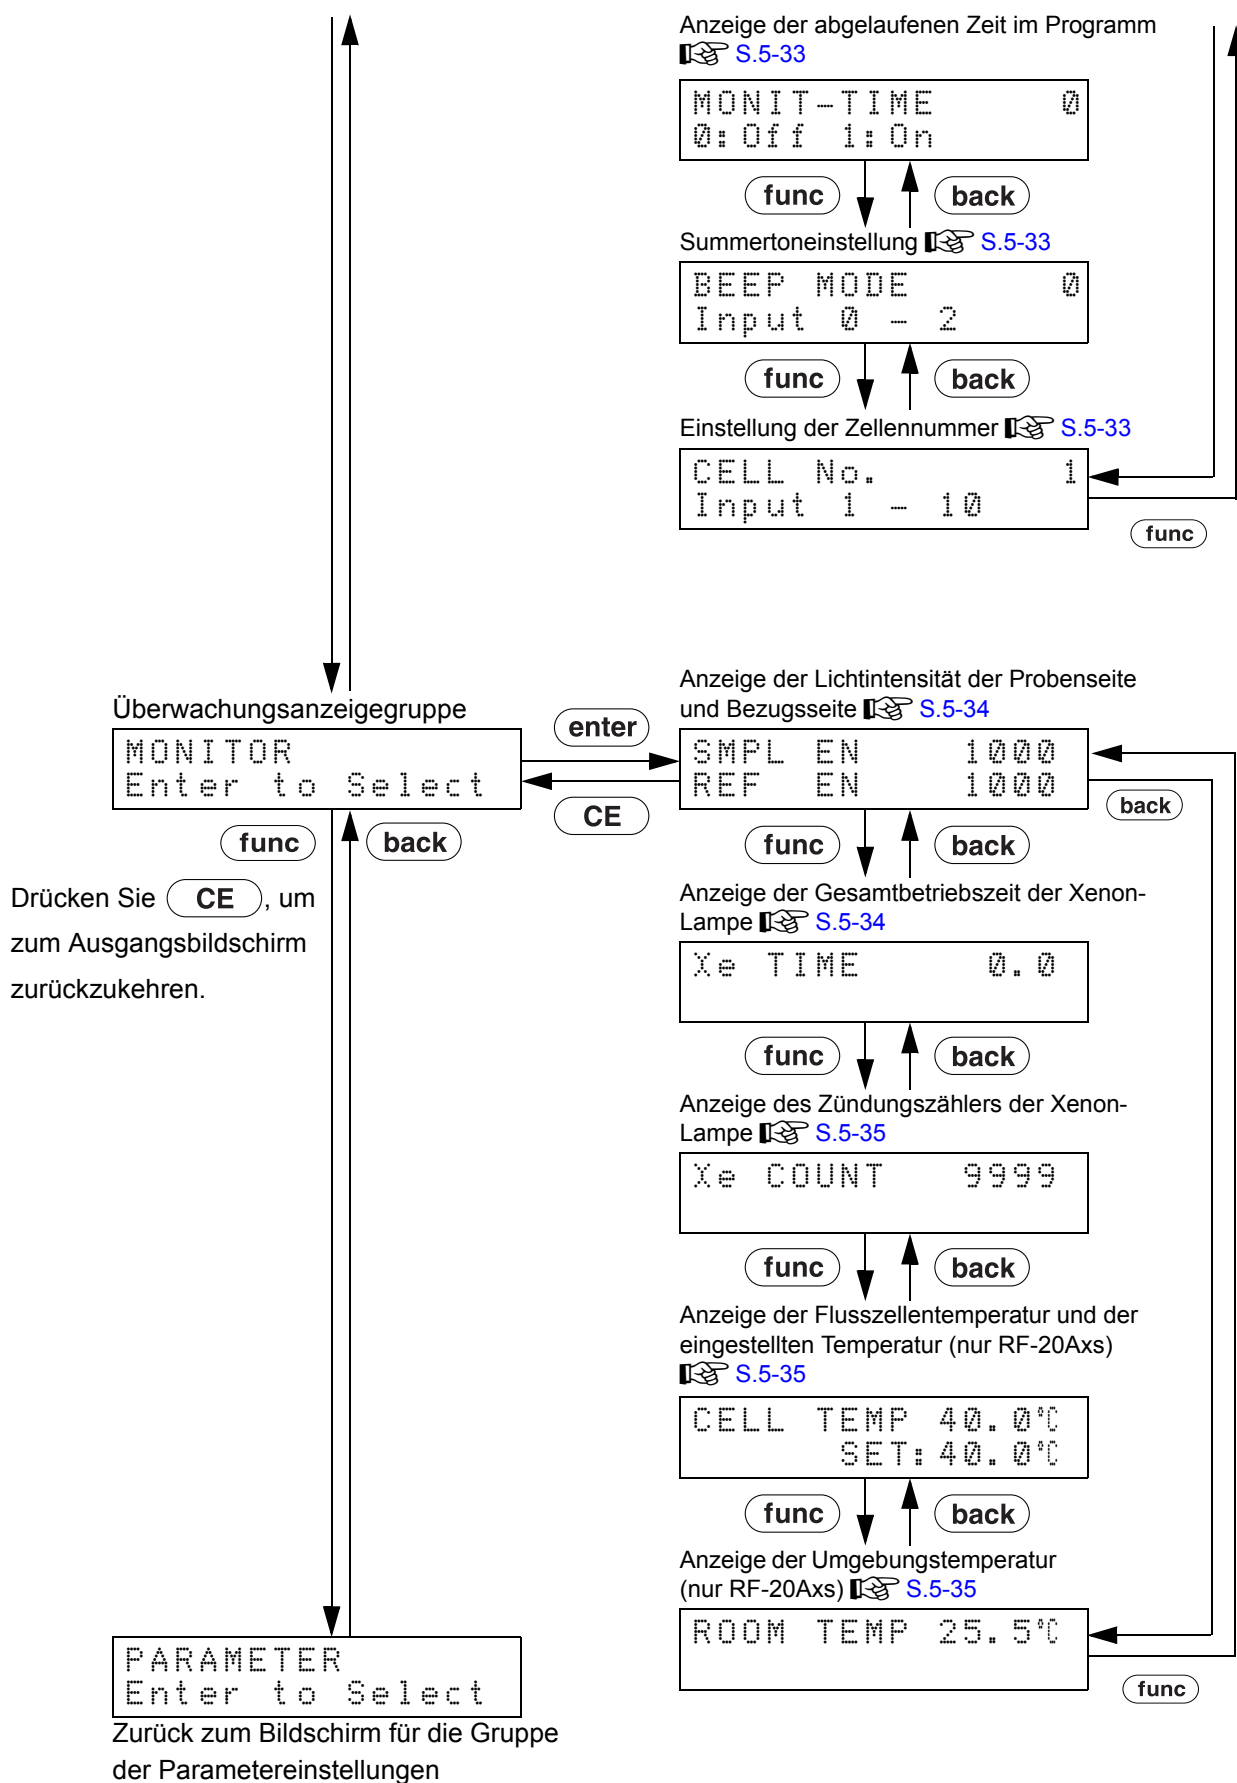 Anzeige der abgelaufenen Zeit im Programm
S.5-33
MONIT-TIME 0
0:Off 1:On
func back
Summertoneinstellung S.5-33
BEEP MODE 0
Input 0 - 2
func back
Einstellung der Zellennummer S.5-33
CELL No. 1
Input 1 - 10
func
Überwachungsanzeigegruppe
MONITOR
Enter to Select
enter
CE
func back
Drücken Sie CE, um
zum Ausgangsbildschirm
zurückzukehren.
Anzeige der Lichtintensität der Probenseite
und Bezugsseite S.5-34
SMPL EN 1000
REF EN 1000
back
func back
Anzeige der Gesamtbetriebszeit der Xenon-
Lampe S.5-34
Xe TIME 0.0
func back
Anzeige des Zündungszählers der Xenon-
Lampe S.5-35
Xe COUNT 9999
func back
Anzeige der Flusszellentemperatur und der
eingestellten Temperatur (nur RF-20Axs)
S.5-35
CELL TEMP 40.0℃
SET:40.0℃
func back
Anzeige der Umgebungstemperatur
(nur RF-20Axs) S.5-35
ROOM TEMP 25.5℃
func
PARAMETER
Enter to Select
Zurück zum Bildschirm für die Gruppe
der Parametereinstellungen